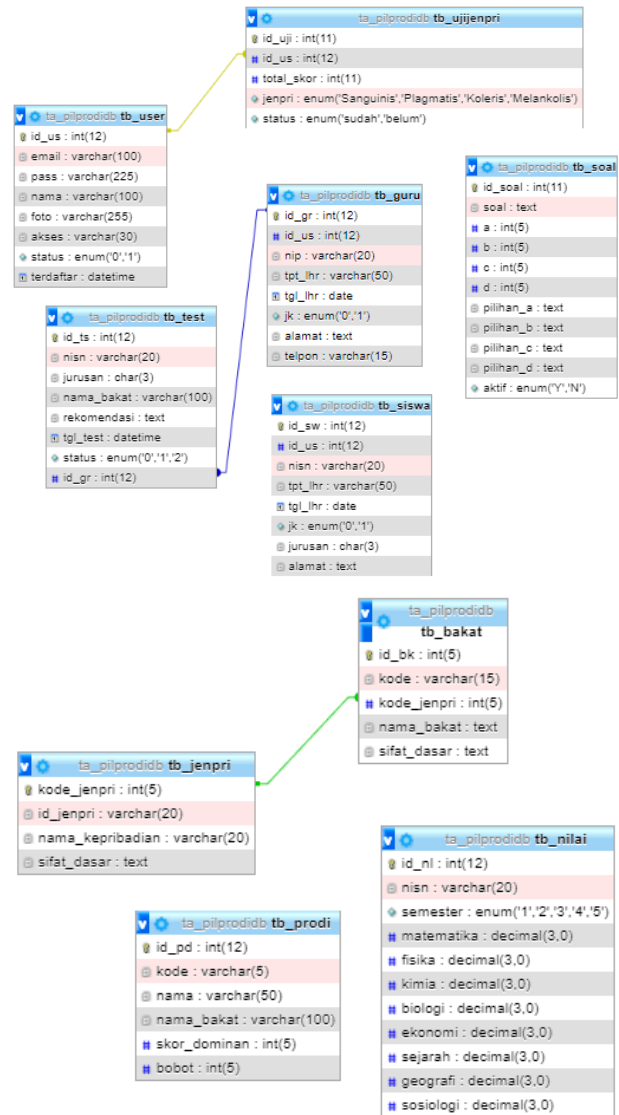 ta_pilprodidb tb_ujijenpri
id_uji : int(11)
id_us : int(12)
total_skor : int(11)
jenpri : enum('Sanguinis','Plagmatis','Koleris','Melankolis')
status : enum('sudah','belum')
ta_pilprodidb tb_user
id_us : int(12)
email : varchar(100)
pass : varchar(225)
nama : varchar(100)
foto : varchar(255)
akses : varchar(30)
status : enum('0','1')
terdaftar : datetime
ta_pilprodidb tb_guru
id_gr : int(12)
id_us : int(12)
nip : varchar(20)
tpt_lhr : varchar(50)
tgl_lhr : date
jk : enum('0','1')
alamat : text
telpon : varchar(15)
ta_pilprodidb tb_soal
id_soal : int(11)
soal : text
a : int(5)
b : int(5)
c : int(5)
d : int(5)
pilihan_a : text
pilihan_b : text
pilihan_c : text
pilihan_d : text
aktif : enum('Y','N')
ta_pilprodidb tb_test
id_ts : int(12)
nisn : varchar(20)
jurusan : char(3)
nama_bakat : varchar(100)
rekomendasi : text
tgl_test : datetime
status : enum('0','1','2')
id_gr : int(12)
ta_pilprodidb tb_siswa
id_sw : int(12)
id_us : int(12)
nisn : varchar(20)
tpt_lhr : varchar(50)
tgl_lhr : date
jk : enum('0','1')
jurusan : char(3)
alamat : text
ta_pilprodidb
tb_bakat
id_bk : int(5)
kode : varchar(15)
kode_jenpri : int(5)
nama_bakat : text
sifat_dasar : text
ta_pilprodidb tb_jenpri
kode_jenpri : int(5)
id_jenpri : varchar(20)
nama_kepribadian : varchar(20)
sifat_dasar : text
ta_pilprodidb tb_nilai
id_nl : int(12)
nisn : varchar(20)
semester : enum('1','2','3','4','5')
matematika : decimal(3,0)
fisika : decimal(3,0)
kimia : decimal(3,0)
biologi : decimal(3,0)
ekonomi : decimal(3,0)
sejarah : decimal(3,0)
geografi : decimal(3,0)
sosiologi : decimal(3,0)
ta_pilprodidb tb_prodi
id_pd : int(12)
kode : varchar(5)
nama : varchar(50)
nama_bakat : varchar(100)
skor_dominan : int(5)
bobot : int(5)